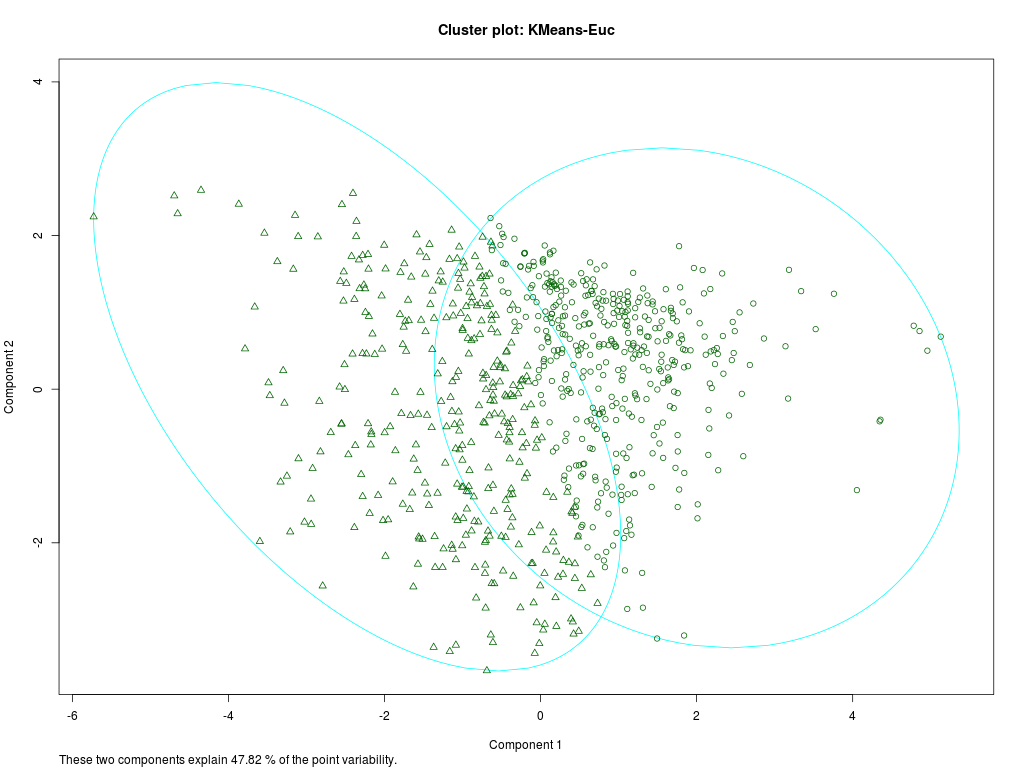 Cluster plot: KMeans-Euc
4
2
0
-2
Component 2
-6 -4 -2 0 2 4
Component 1
These two components explain 47.82 % of the point variability.